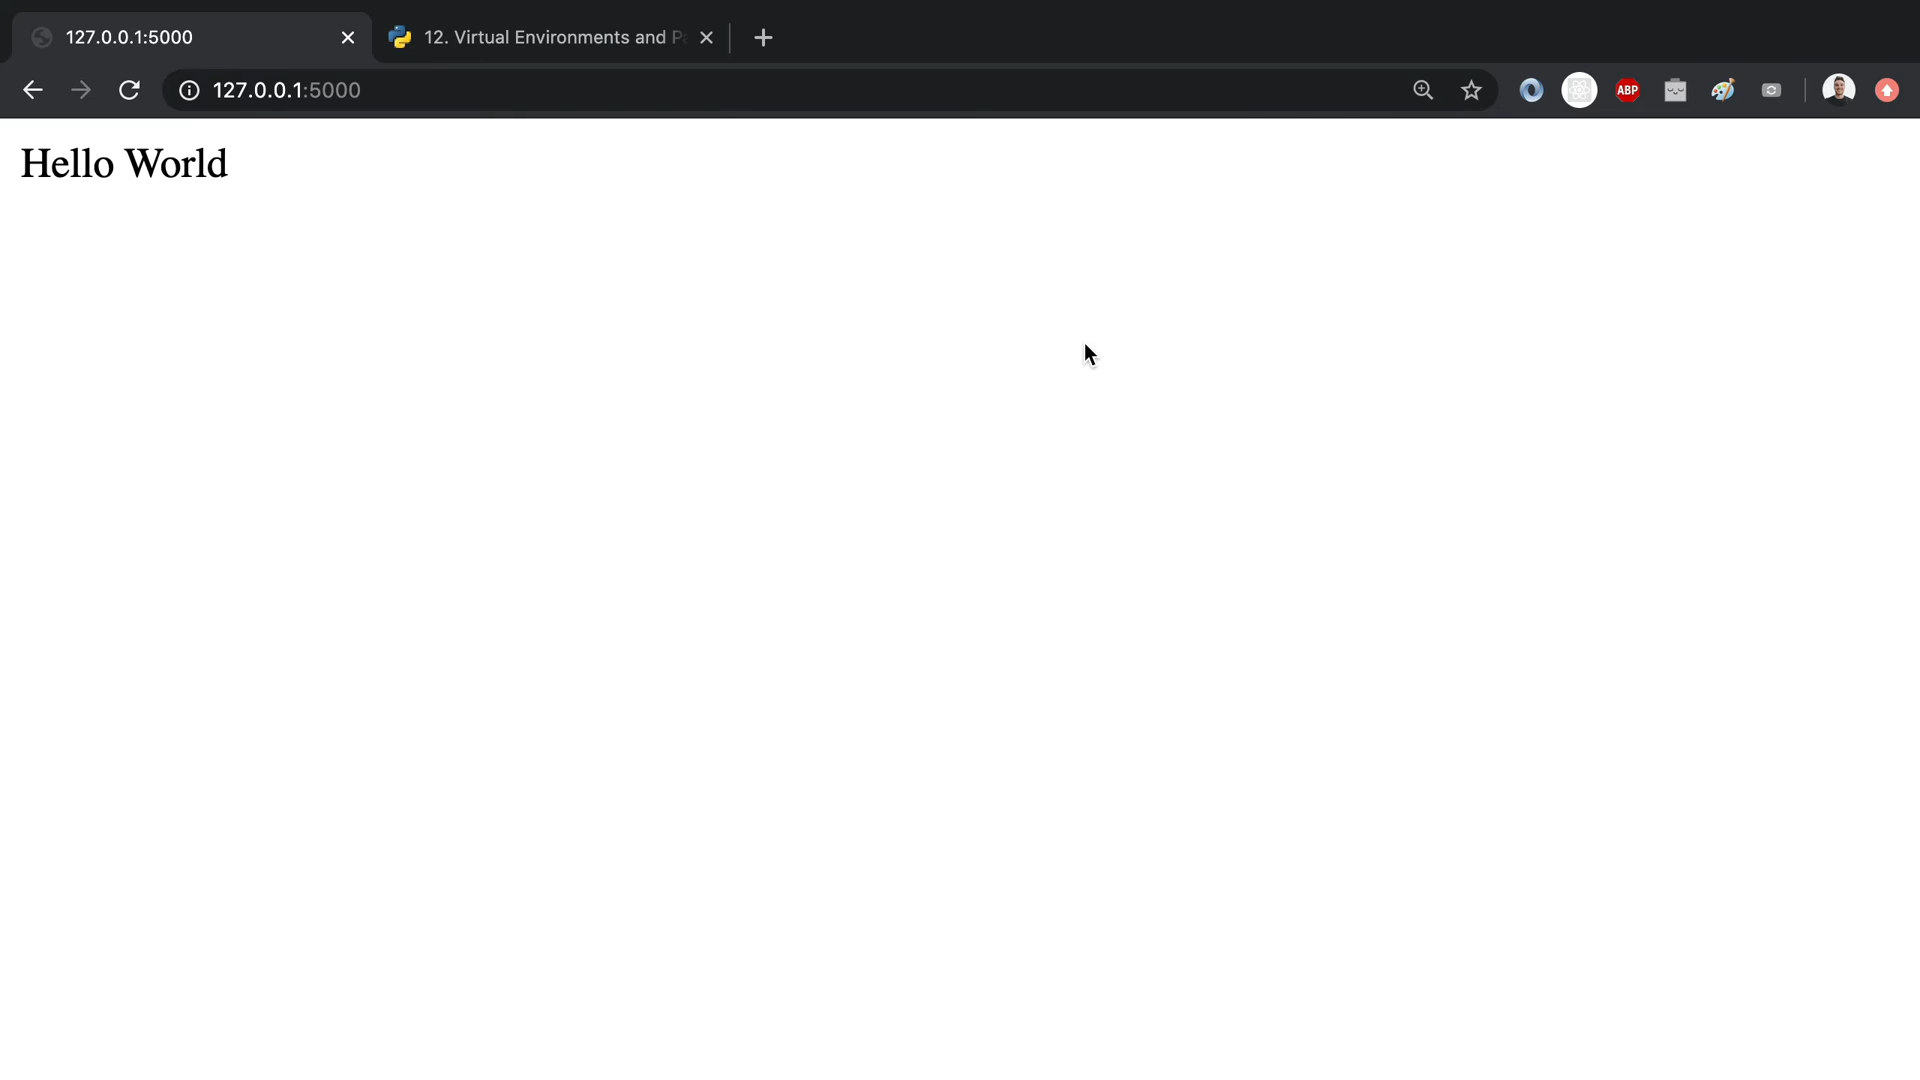 127.0.0.1:5000
12. Virtual Environments and P
127.0.0.1:5000
ABP
Hello World